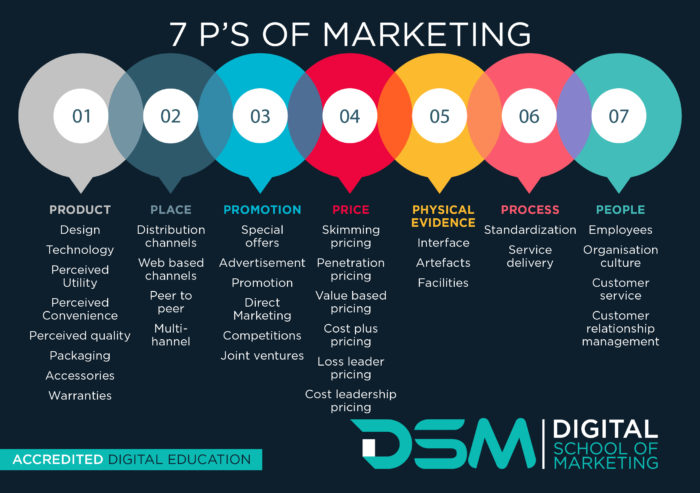 7 P'S OF MARKETING
01
02
03
04
05
06
07
PRODUCT
Design
Technology
Perceived
Utility
Perceived
Convenience
Perceived quality
Packaging
Accessories
Warranties
PLACE
Distribution
channels
Web based
channels
Peer to
peer
Multi-
hannel
PROMOTION
Special
offers
Advertisement
Promotion
Direct
Marketing
Competitions
Joint ventures
PRICE
Skimming
pricing
Penetration
pricing
Value based
pricing
Cost plus
pricing
Loss leader
pricing
Cost leadership
pricing
PHYSICAL
EVIDENCE
Interface
Artefacts
Facilities
PROCESS
Standardization
Service
delivery
PEOPLE
Employees
Organisation
culture
Customer
service
Customer
relationship
management
ACCREDITED DIGITAL EDUCATION
DSM
DIGITAL
SCHOOL OF
MARKETING